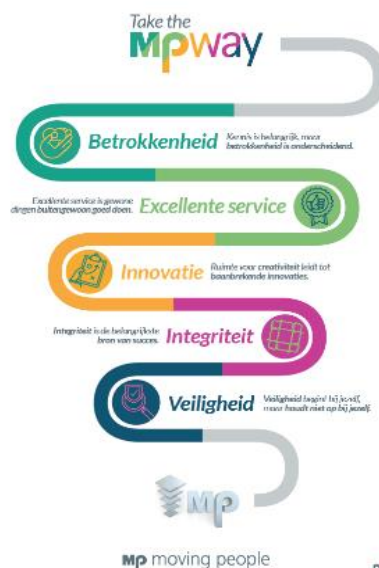 Take the
Mpway
Betrokkenheid
Kennis is belangrijk, maar
betrokkenheid is onderscheidend.
Excellente service is gewone
dingen buitengewoon goed doen.
Excellente service
Innovatie
Ruimte voor creativiteit leidt tot
baanbrekende innovaties.
Integriteit is de belangrijkste
bron van succes.
Integriteit
Veiligheid
Veiligheid begint bij jezelf,
maar houdt niet op bij jezelf.
Mp
Mp moving people